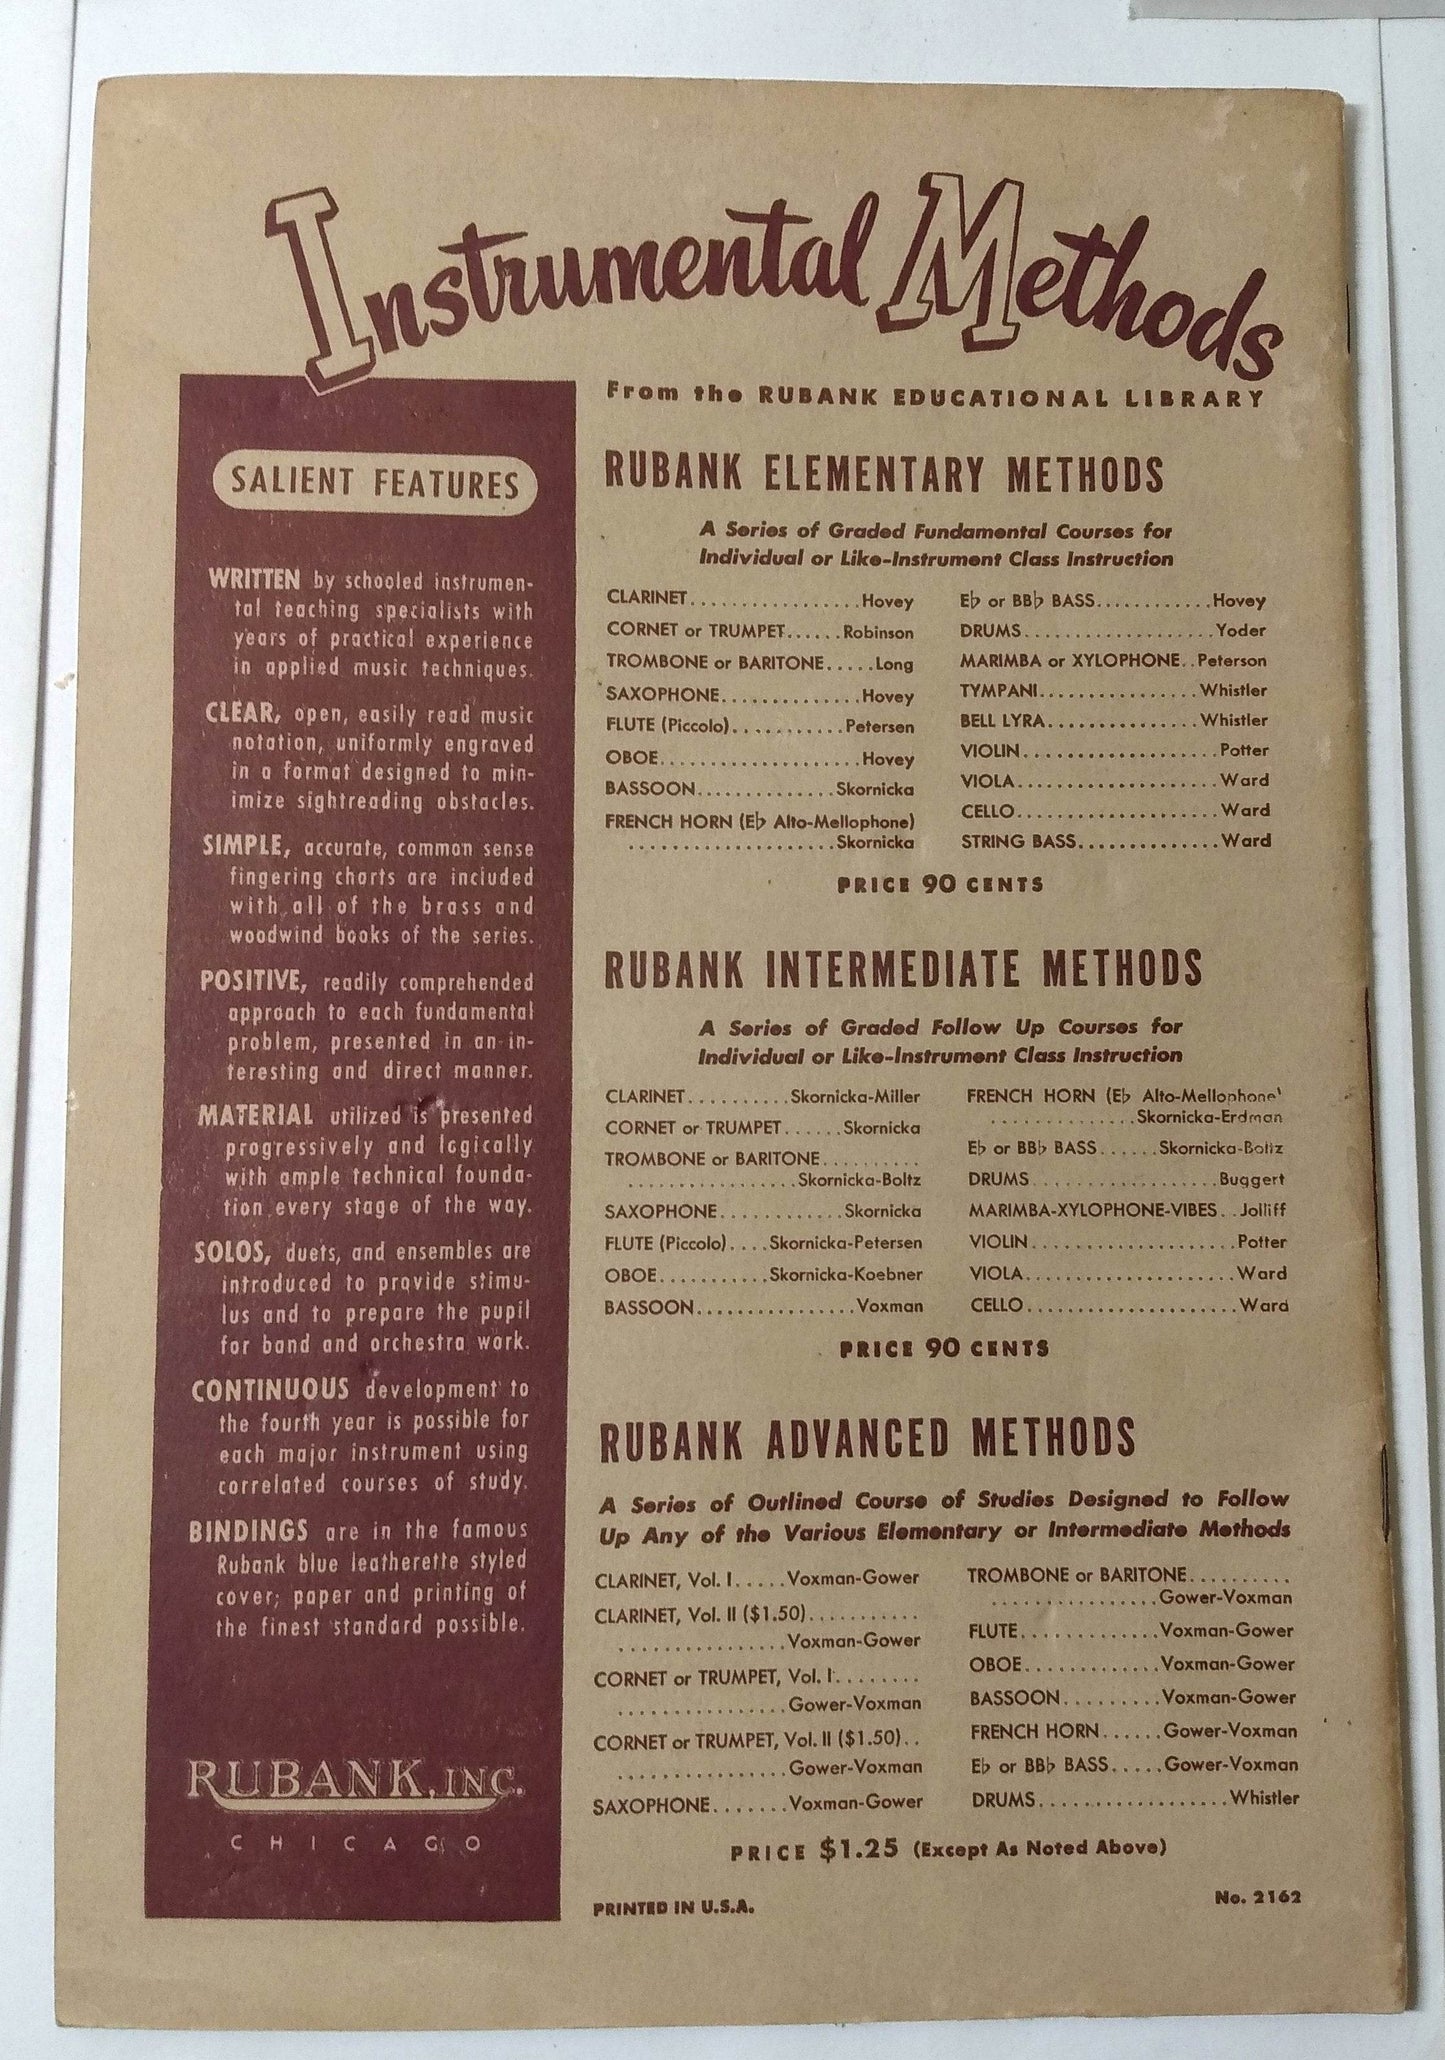 Instrumental Methods
From the RUBANK EDUCATIONAL LIBRARY
SALIENT FEATURES
WRITTEN by schooled instrumen-
tal teaching specialists with
years of practical experience
in applied music techniques.
CLEAR, open, easily read music
notation, uniformly engraved
in a format designed to min-
imize sightreading obstacles.
SIMPLE, accurate, common sense
fingering charts are included
with all of the brass and
woodwind books of the series.
POSITIVE, readily comprehended
approach to each fundamental
problem, presented in an in-
teresting and direct manner.
MATERIAL utilized is presented
progressively and logically
with ample technical founda-
tion every stage of the way.
SOLOS, duets, and ensembles are
introduced to provide stimu-
lus and to prepare the pupil
for band and orchestra work.
CONTINUOUS development to
the fourth year is possible for
each major instrument using
correlated courses of study.
BINDINGS are in the famous
Rubank blue leatherette styled
cover; paper and printing of
the finest standard possible.
RUBANK, INC.
CHICAGO
RUBANK ELEMENTARY METHODS
A Series of Graded Fundamental Courses for
Individual or Like-Instrument Class Instruction
CLARINET.................Hovey
CORNET or TRUMPET......Robinson
TROMBONE or BARITONE.....Long
SAXOPHONE..............Hovey
FLUTE (Piccolo)...........Petersen
OBOE....................Hovey
BASSOON..............Skornicka
FRENCH HORN (E♭ Alto-Mellophone)
.....................Skornicka
E♭ or BB♭ BASS............Hovey
DRUMS...................Yoder
MARIMBA or XYLOPHONE..Peterson
TYMPANI................Whistler
BELL LYRA...............Whistler
VIOLIN....................Potter
VIOLA.....................Ward
CELLO.....................Ward
STRING BASS..............Ward
PRICE 90 CENTS
RUBANK INTERMEDIATE METHODS
A Series of Graded Follow Up Courses for
Individual or Like-Instrument Class Instruction
CLARINET..........Skornicka-Miller
CORNET or TRUMPET......Skornicka
TROMBONE or BARITONE..........
.................Skornicka-Boltz
SAXOPHONE............Skornicka
FLUTE (Piccolo)....Skornicka-Petersen
OBOE...........Skornicka-Koebner
BASSOON................Voxman
FRENCH HORN (E♭ Alto-Mellophone)
...............Skornicka-Erdman
E♭ or BB♭ BASS......Skornicka-Boltz
DRUMS...................Buggert
MARIMBA-XYLOPHONE-VIBES..Jolliff
VIOLIN.....................Potter
VIOLA.....................Ward
CELLO.....................Ward
PRICE 90 CENTS
RUBANK ADVANCED METHODS
A Series of Outlined Course of Studies Designed to Follow
Up Any of the Various Elementary or Intermediate Methods
CLARINET, Vol. I.....Voxman-Gower
CLARINET, Vol. II ($1.50)...........
.................Voxman-Gower
CORNET or TRUMPET, Vol. I........
.................Gower-Voxman
CORNET or TRUMPET, Vol. II ($1.50)..
.................Gower-Voxman
SAXOPHONE.......Voxman-Gower
TROMBONE or BARITONE..........
.................Gower-Voxman
FLUTE..............Voxman-Gower
OBOE.............Voxman-Gower
BASSOON.........Voxman-Gower
FRENCH HORN......Gower-Voxman
E♭ or BB♭ BASS.....Gower-Voxman
DRUMS...................Whistler
PRICE $1.25 (Except As Noted Above)
PRINTED IN U.S.A.
No. 2162